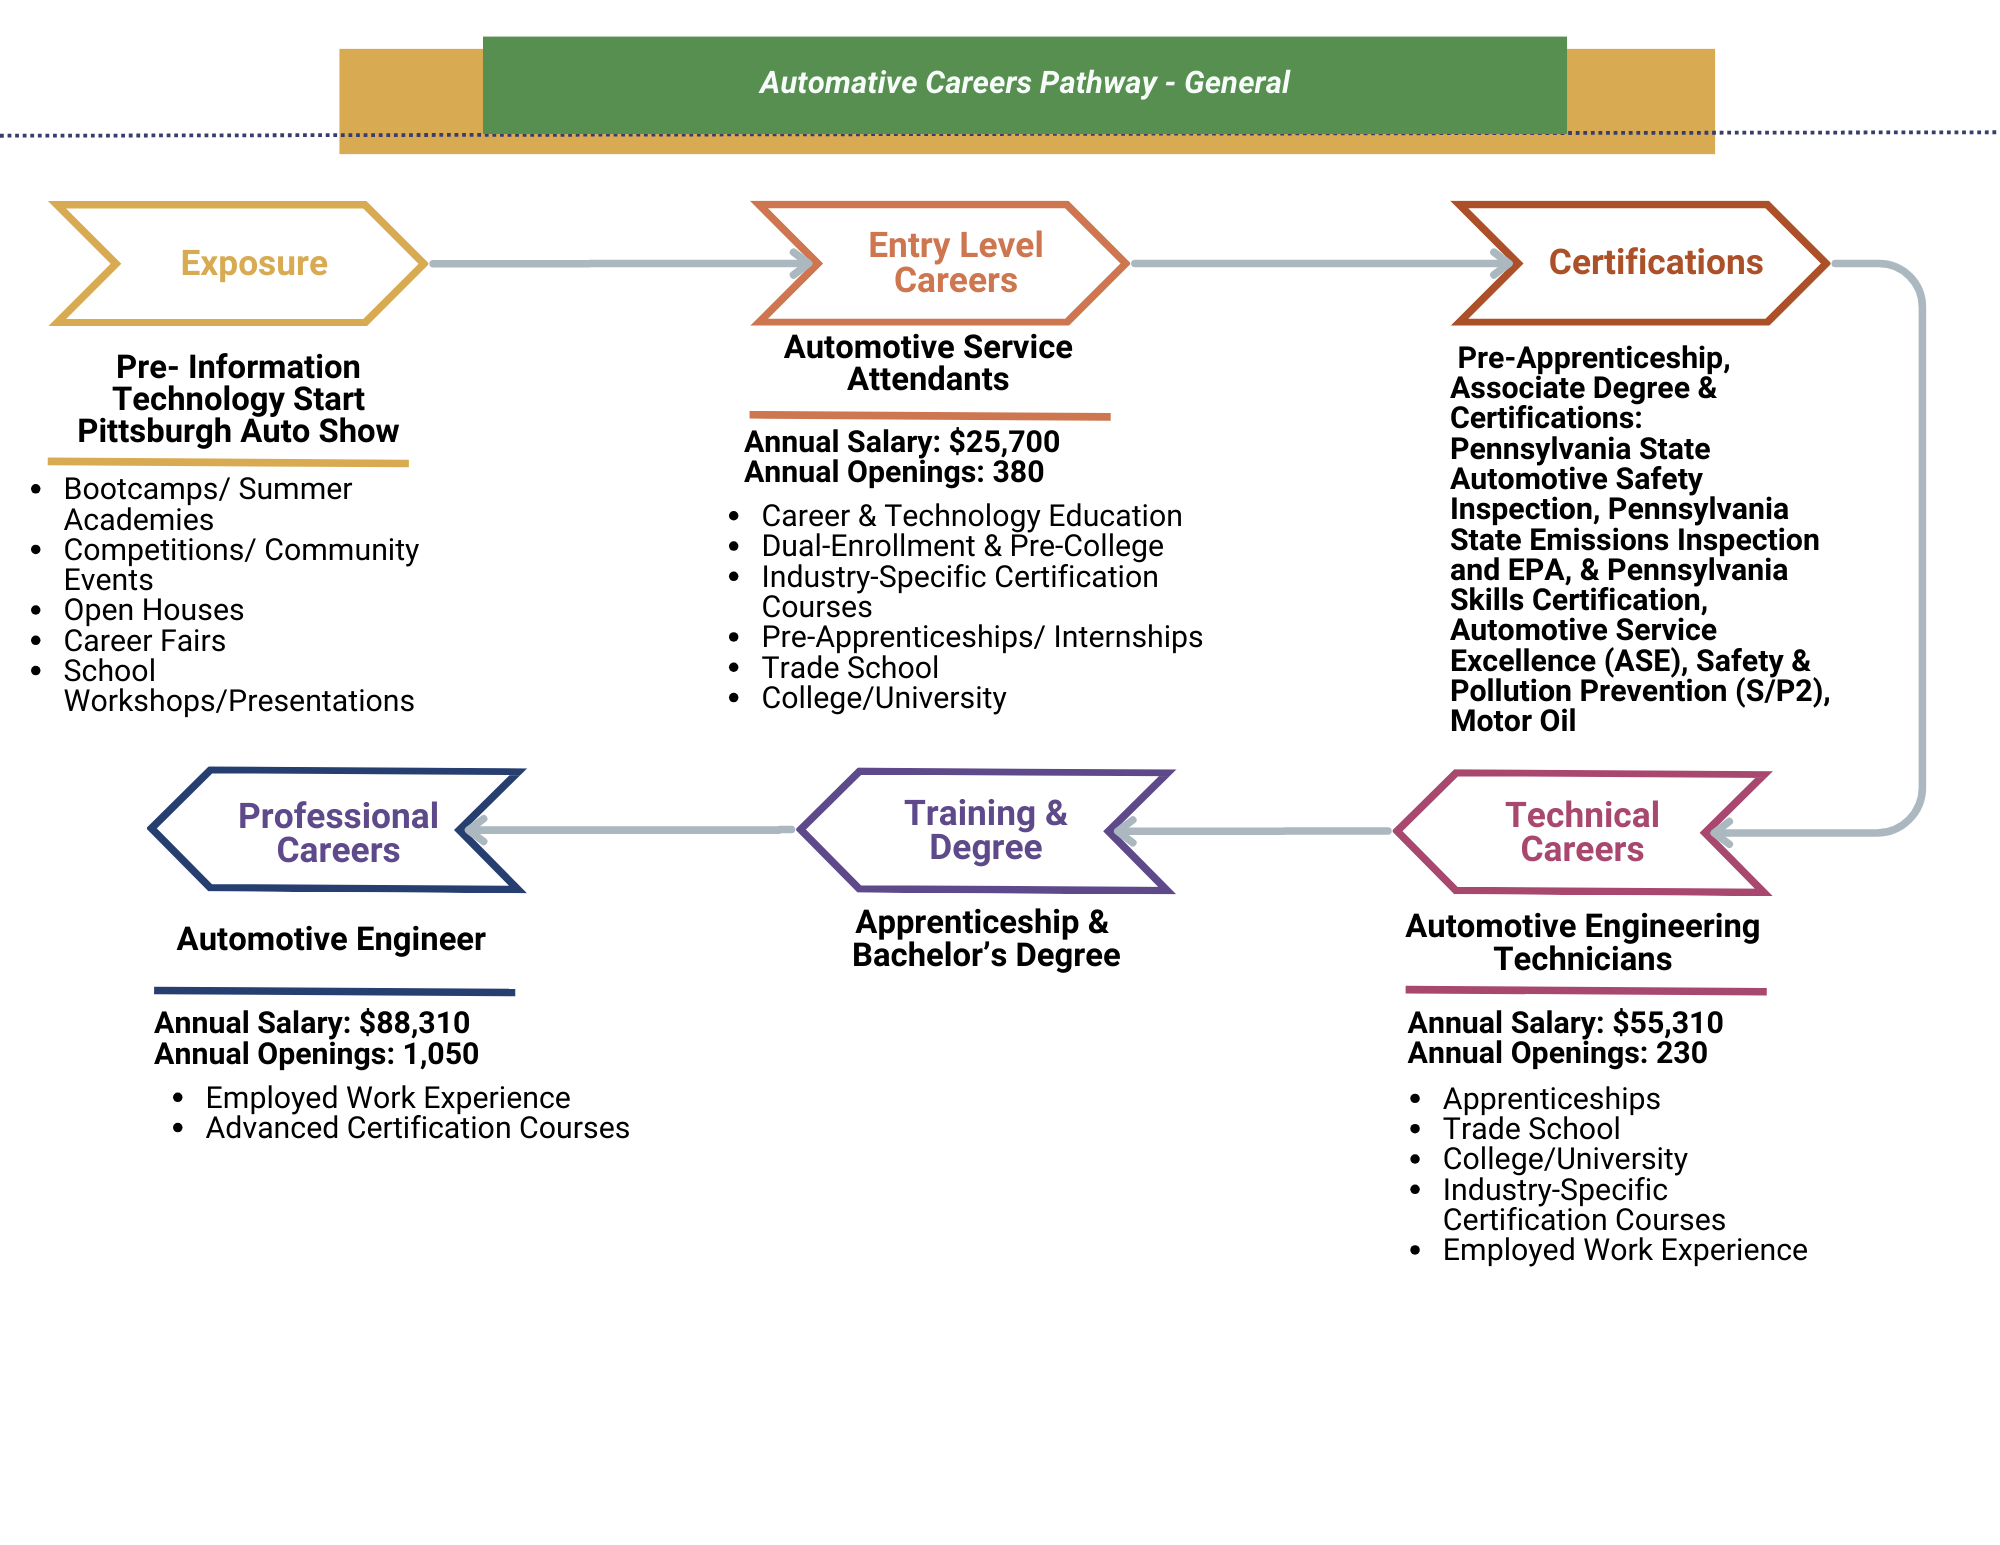 Automative Careers Pathway - General
Exposure
Pre- Information
Technology Start
Pittsburgh Auto Show
• Bootcamps/ Summer
Academies
• Competitions/ Community
Events
• Open Houses
• Career Fairs
• School
Workshops/Presentations
Entry Level
Careers
Automotive Service
Attendants
Annual Salary: $25,700
Annual Openings: 380
• Career & Technology Education
• Dual-Enrollment & Pre-College
• Industry-Specific Certification
Courses
• Pre-Apprenticeships/ Internships
• Trade School
• College/University
Certifications
Pre-Apprenticeship,
Associate Degree &
Certifications:
Pennsylvania State
Automotive Safety
Inspection, Pennsylvania
State Emissions Inspection
and EPA, & Pennsylvania
Skills Certification,
Automotive Service
Excellence (ASE), Safety &
Pollution Prevention (S/P2),
Motor Oil
Technical
Careers
Automotive Engineering
Technicians
Annual Salary: $55,310
Annual Openings: 230
• Apprenticeships
• Trade School
• College/University
• Industry-Specific
Certification Courses
• Employed Work Experience
Training &
Degree
Apprenticeship &
Bachelor’s Degree
Professional
Careers
Automotive Engineer
Annual Salary: $88,310
Annual Openings: 1,050
• Employed Work Experience
• Advanced Certification Courses